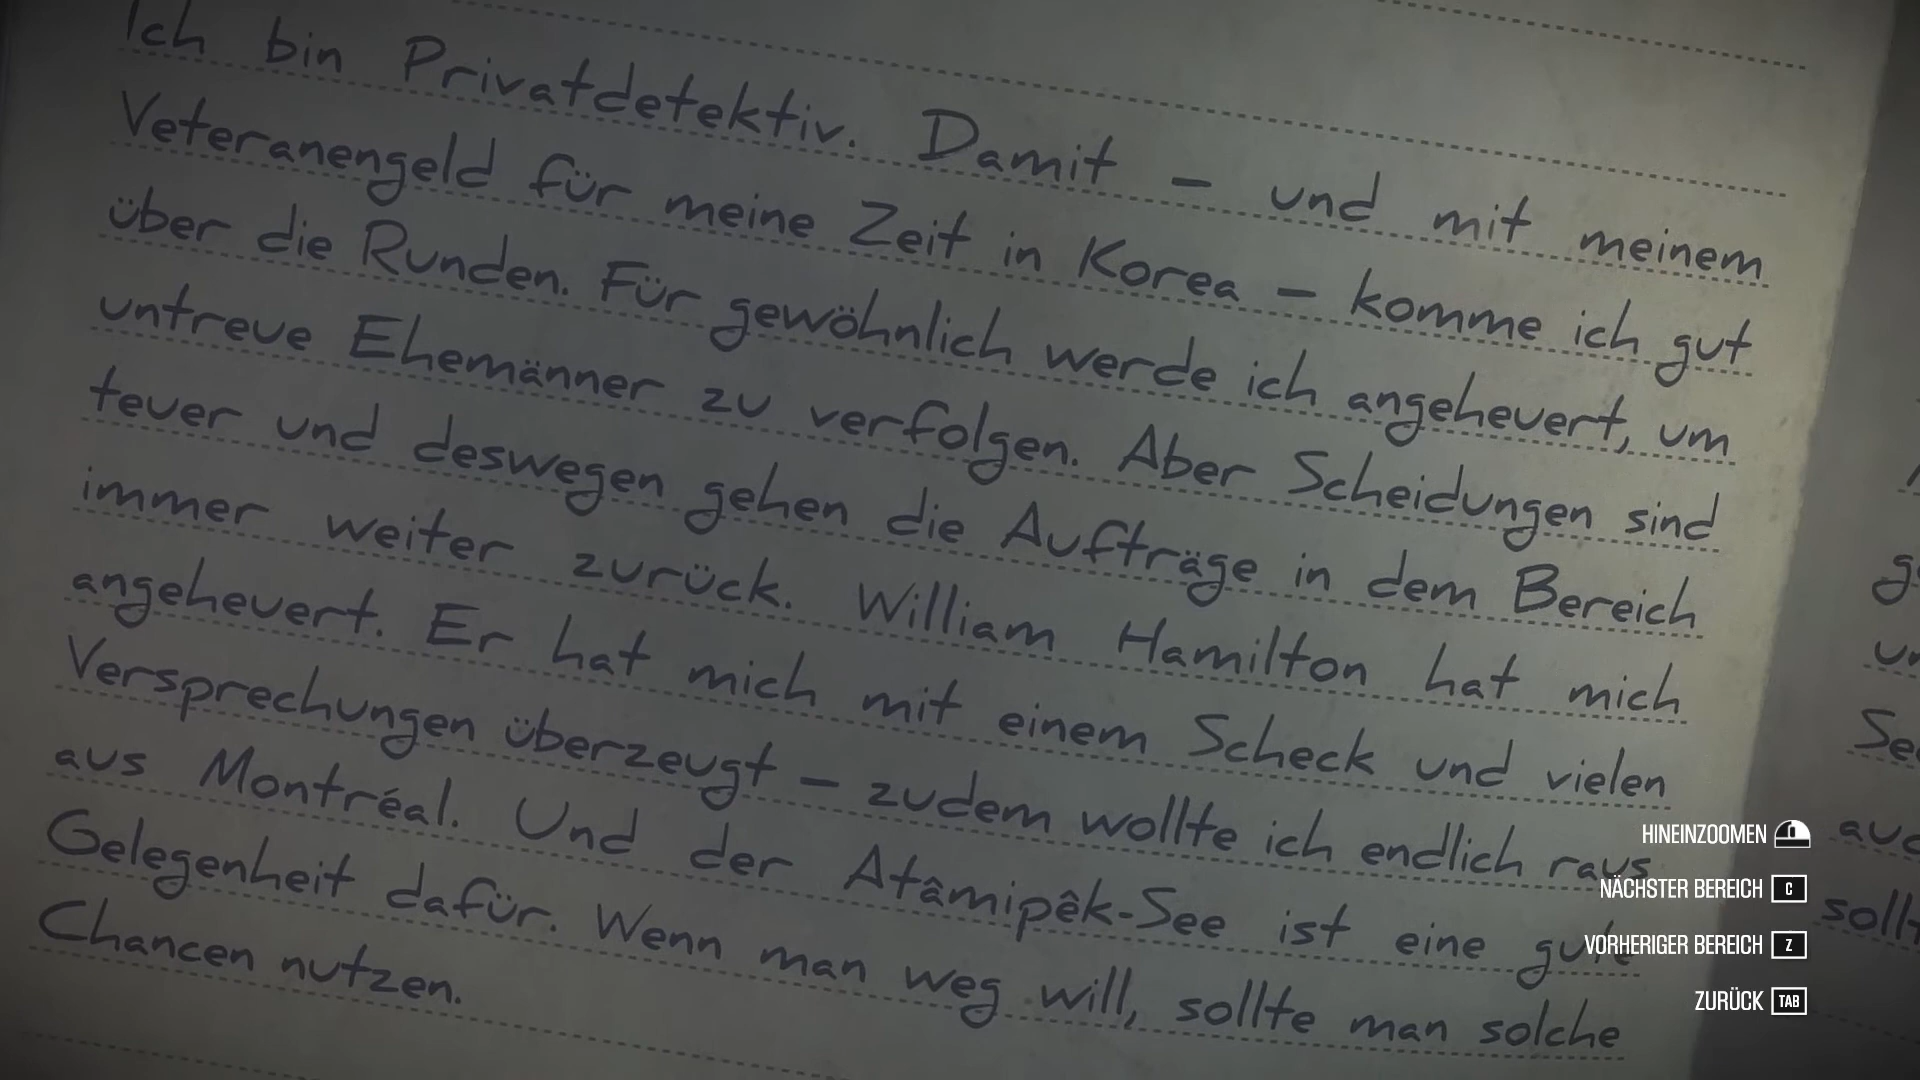 Ich bin Privatdetektiv. Damit – und mit meinem
Veteranengeld für meine Zeit in Korea – komme ich gut
über die Runden. Für gewöhnlich werde ich angeheuert, um
untreue Ehemänner zu verfolgen. Aber Scheidungen sind
teuer und deswegen gehen die Aufträge in dem Bereich
immer weiter zurück. William Hamilton hat mich
angeheuert. Er hat mich mit einem Scheck und vielen
Versprechungen überzeugt – zudem wollte ich endlich raus
aus Montréal. Und der Atâmipêk-See ist eine gute
Gelegenheit dafür. Wenn man weg will, sollte man solche
Chancen nutzen.
HINEINZOOMEN
NÄCHSTER BEREICH C
VORHERIGER BEREICH Z
ZURÜCK TAB